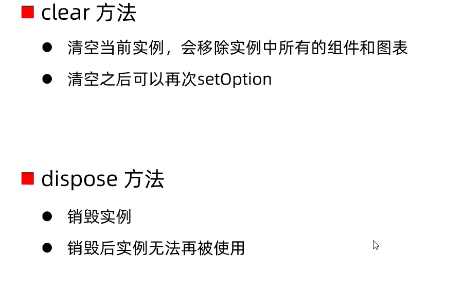 clear 方法
清空当前实例，会移除实例中所有的组件和图表
清空之后可以再次setOption
dispose 方法
销毁实例
销毁后实例无法再被使用